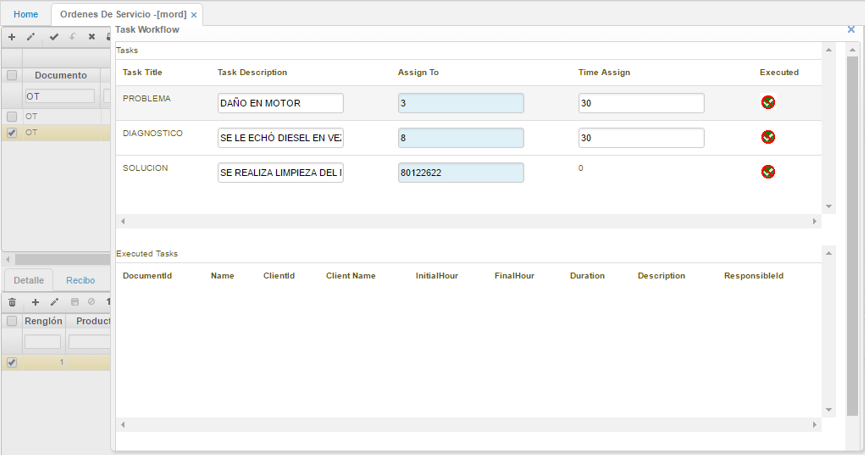 Home
Ordenes De Servicio -[mord] ×
Task Workflow
Tasks
Task Title Task Description Assign To Time Assign Executed
PROBLEMA DAÑO EN MOTOR 3 30
DIAGNOSTICO SE LE ECHÓ DIESEL EN 8 30
SOLUCION SE REALIZA LIMPIEZA DEL 80122622 0
Executed Tasks
DocumentId Name ClientId Client Name InitialHour FinalHour Duration Description ResponsibleId
Documento
OT
OT
OT
Detalle Recibo
Renglón Product
1